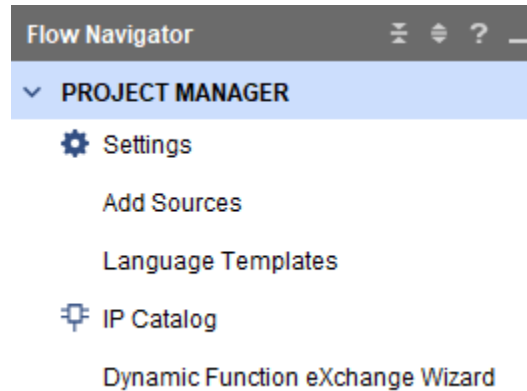 Flow Navigator ?
PROJECT MANAGER
Settings
Add Sources
Language Templates
IP Catalog
Dynamic Function eXchange Wizard